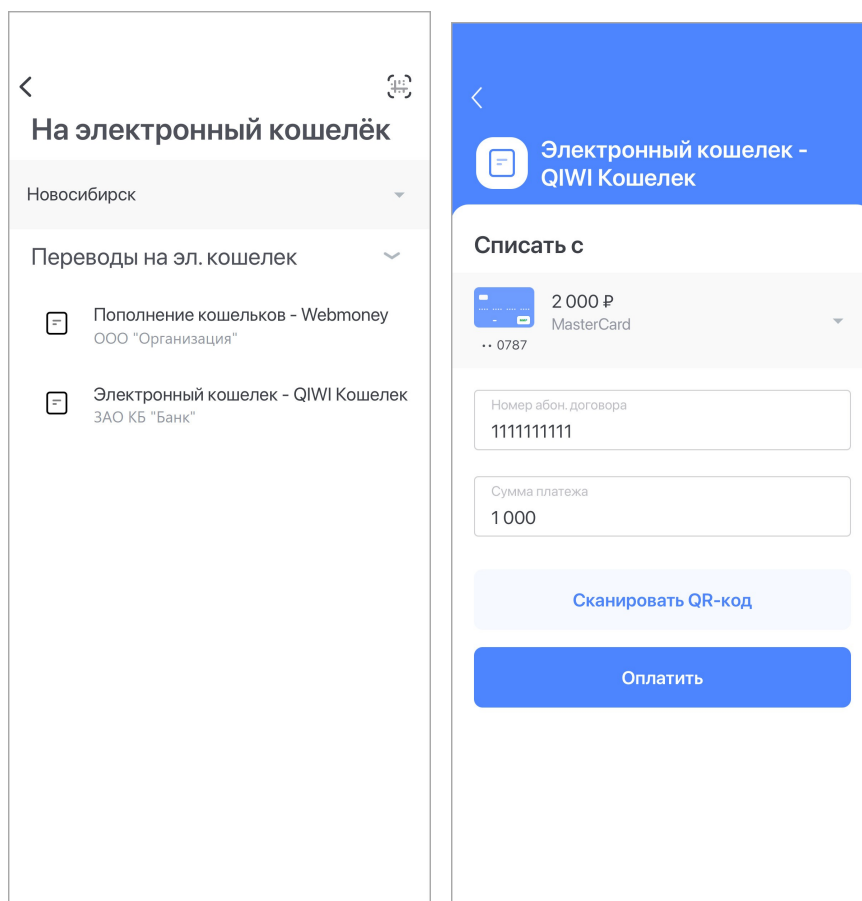 На электронный кошелёк
Новосибирск
Переводы на эл. кошелек
Пополнение кошельков - Webmoney
ООО "Организация"
Электронный кошелек - QIWI Кошелек
ЗАО КБ "Банк"
Электронный кошелек -
QIWI Кошелек
Списать с
2 000 ₽
MasterCard
•• 0787
Номер абон. договора
1111111111
Сумма платежа
1 000
Сканировать QR-код
Оплатить